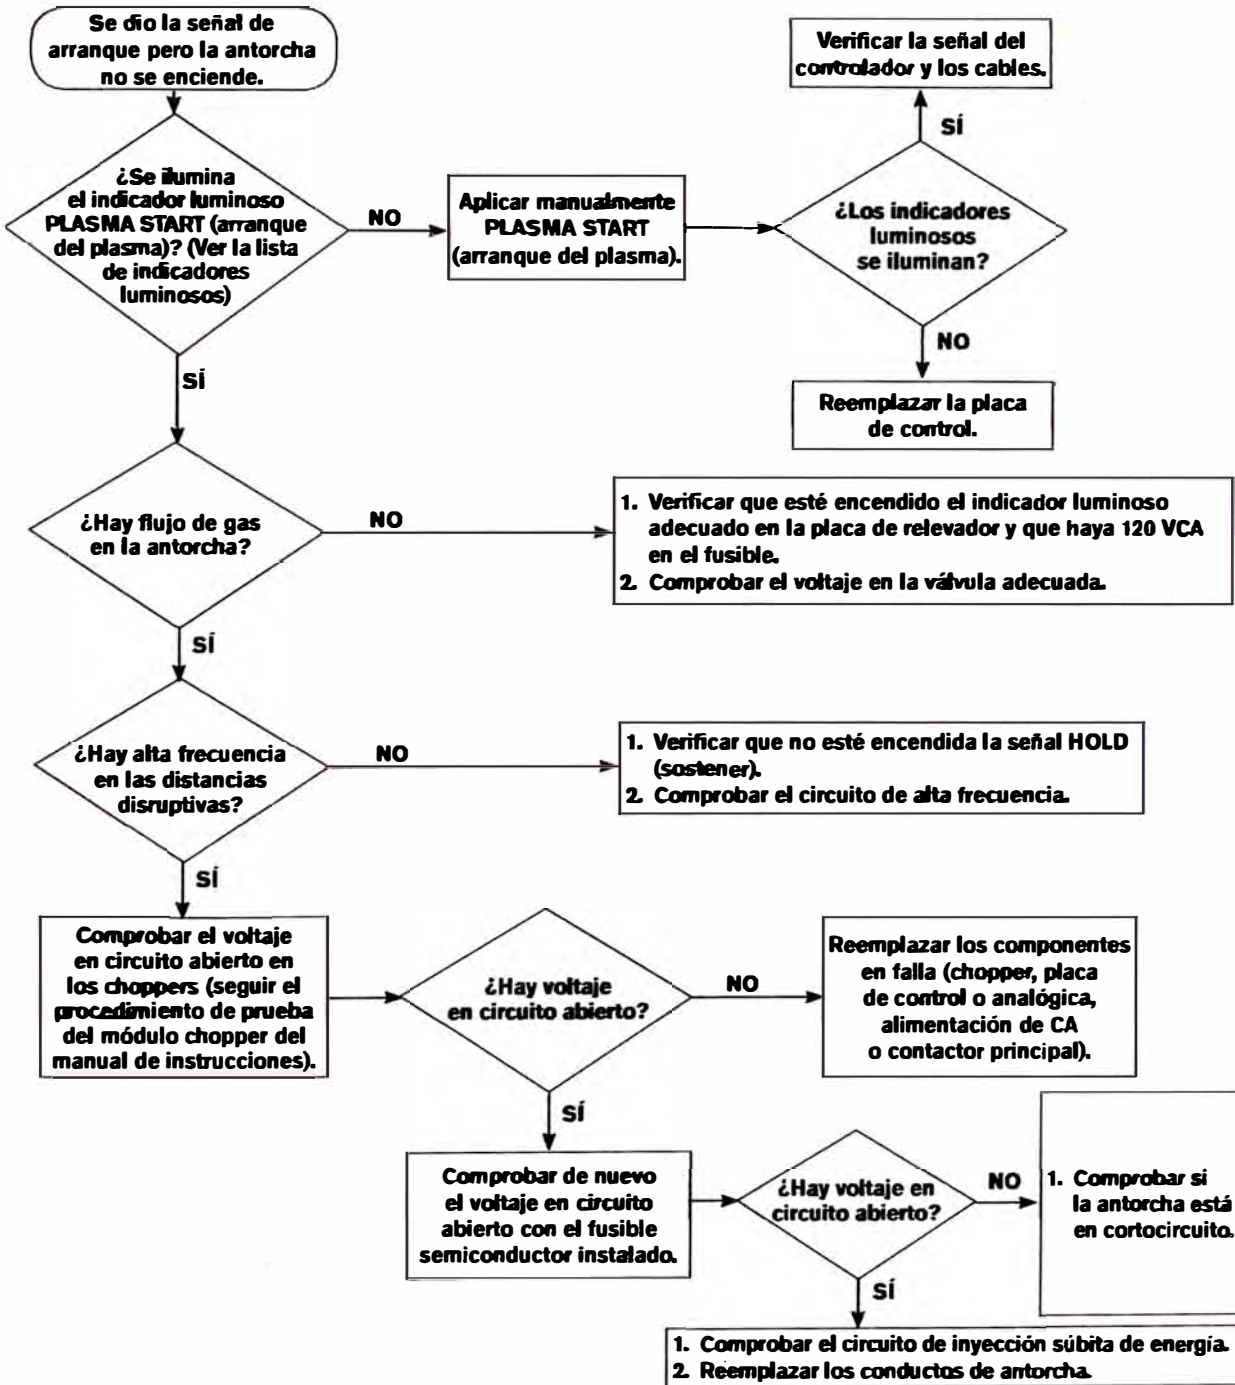 Se dio la señal de
arranque pero la antorcha
no se enciende.
Verificar la señal del
controlador y los cables.
SÍ
¿Se ilumina
el indicador luminoso
PLASMA START (arranque
del plasma)? (Ver la lista
de indicadores
luminosos)
NO
Aplicar manualmente
PLASMA START
(arranque del plasma).
¿Los indicadores
luminosos
se iluminan?
NO
SÍ
Reemplazar la placa
de control.
¿Hay flujo de gas
en la antorcha?
NO
1. Verificar que esté encendido el indicador luminoso
adecuado en la placa de relevador y que haya 120 VCA
en el fusible.
2. Comprobar el voltaje en la válvula adecuada.
SÍ
¿Hay alta frecuencia
en las distancias
disruptivas?
NO
1. Verificar que no esté encendida la señal HOLD
(sostener).
2. Comprobar el circuito de alta frecuencia.
SÍ
Comprobar el voltaje
en circuito abierto en
los choppers (seguir el
procedimiento de prueba
del módulo chopper del
manual de instrucciones).
¿Hay voltaje
en circuito abierto?
NO
Reemplazar los componentes
en falla (chopper, placa
de control o analógica,
alimentación de CA
o contactor principal).
SÍ
Comprobar de nuevo
el voltaje en circuito
abierto con el fusible
semiconductor instalado.
¿Hay voltaje en
circuito abierto?
NO
1. Comprobar si
la antorcha está
en cortocircuito.
SÍ
1. Comprobar el circuito de inyección súbita de energía.
2. Reemplazar los conductos de antorcha.